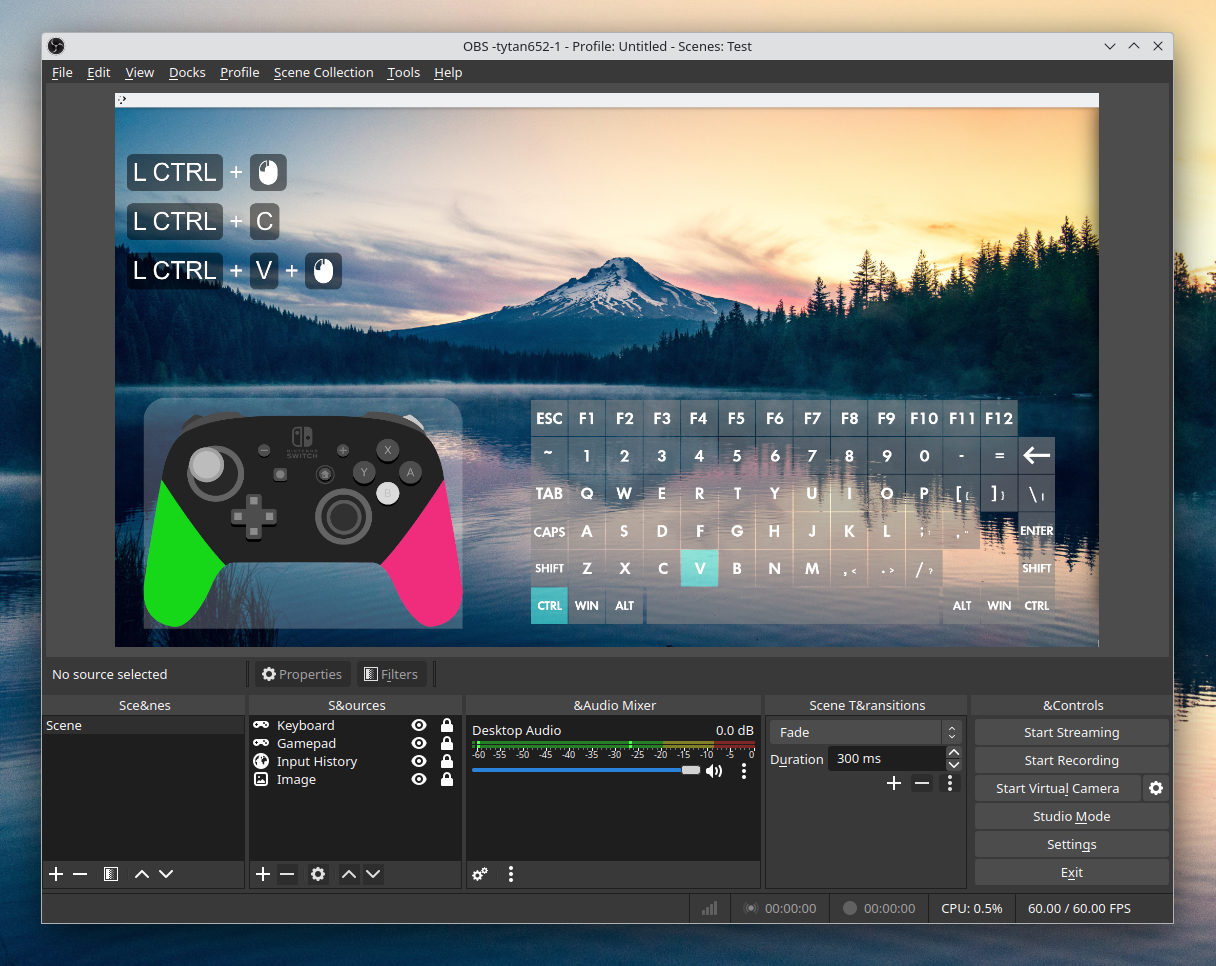 OBS -tytan652-1 - Profile: Untitled - Scenes: Test
File Edit View Docks Profile Scene Collection Tools Help
L CTRL +
L CTRL + C
L CTRL + V +
NINTENDO
SWITCH
X
Y A
B
ESC F1 F2 F3 F4 F5 F6 F7 F8 F9 F10 F11 F12
~ 1 2 3 4 5 6 7 8 9 0 - = ←
TAB Q W E R T Y U I O P [ { ] } \ |
CAPS A S D F G H J K L ; : , " ENTER
SHIFT Z X C V B N M , < . > / ? SHIFT
CTRL WIN ALT ALT WIN CTRL
No source selected Properties Filters
Sce&nes
Scene
S&ources
Keyboard
Gamepad
Input History
Image
&Audio Mixer
Desktop Audio 0.0 dB
-60 -55 -50 -45 -40 -35 -30 -25 -20 -15 -10 -5 0
Scene T&ransitions
Fade
Duration 300 ms
&Controls
Start Streaming
Start Recording
Start Virtual Camera
Studio Mode
Settings
Exit
00:00:00 00:00:00 CPU: 0.5% 60.00 / 60.00 FPS